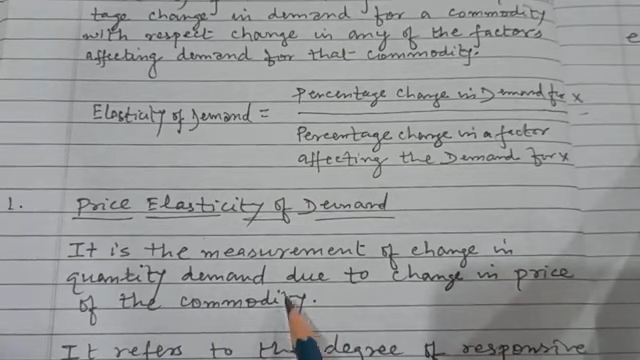 tage change in demand for a commodity
with respect change in any of the factors
affecting demand for that commodity.
Elasticity of Demand = Percentage change in Demand for x
Percentage change in a factor
affecting the Demand for x
1. Price Elasticity of Demand
It is the measurement of change in
quantity demand due to change in price
of the commodity.
It refers to the degree of responsive